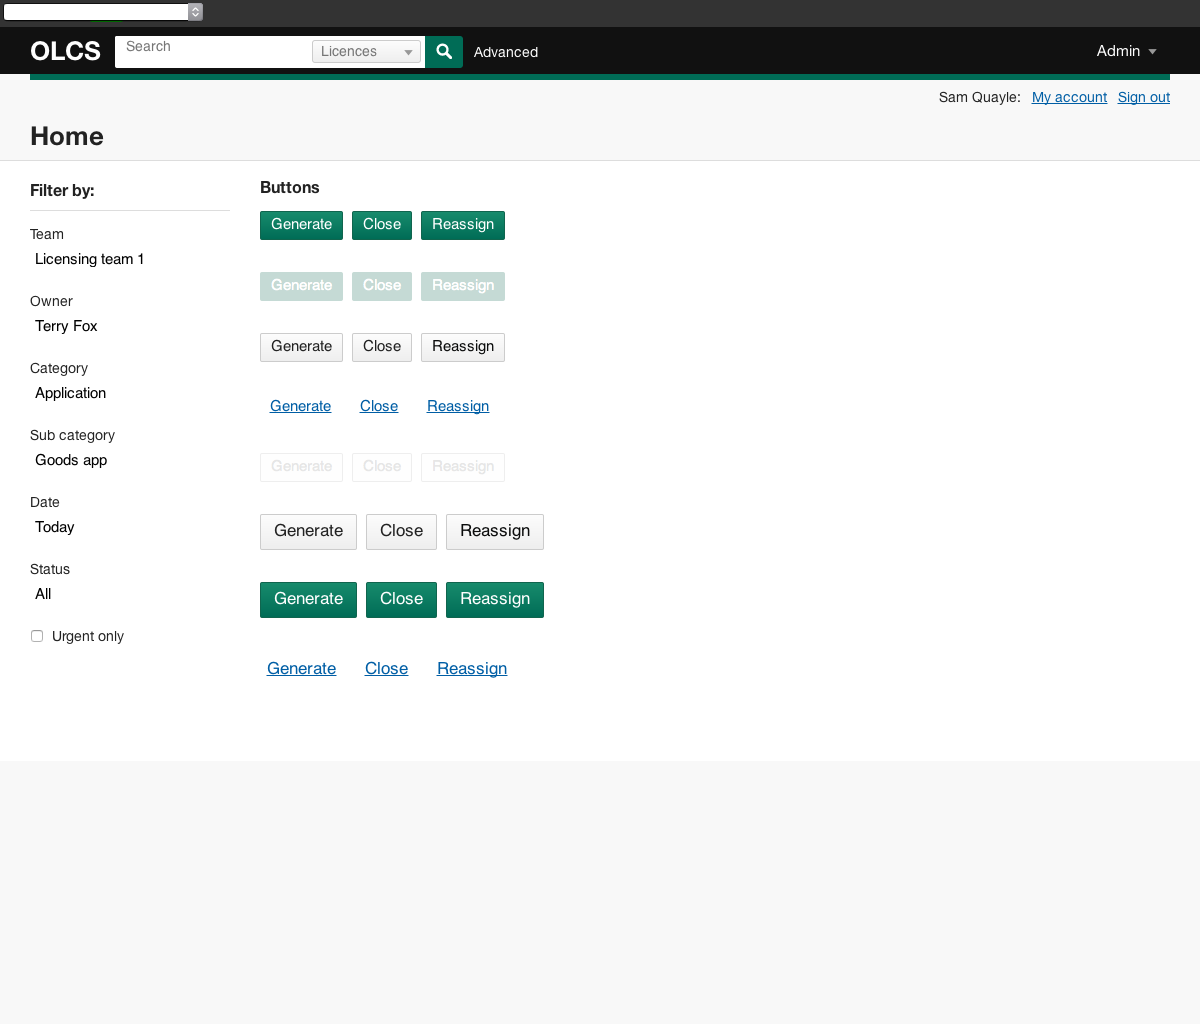 OLCS Search Licences Advanced Admin
Sam Quayle: My account Sign out
Home
Filter by:
Team
Licensing team 1
Owner
Terry Fox
Category
Application
Sub category
Goods app
Date
Today
Status
All
Urgent only
Buttons
Generate Close Reassign
Generate Close Reassign
Generate Close Reassign
Generate Close Reassign
Generate Close Reassign
Generate Close Reassign
Generate Close Reassign
Generate Close Reassign